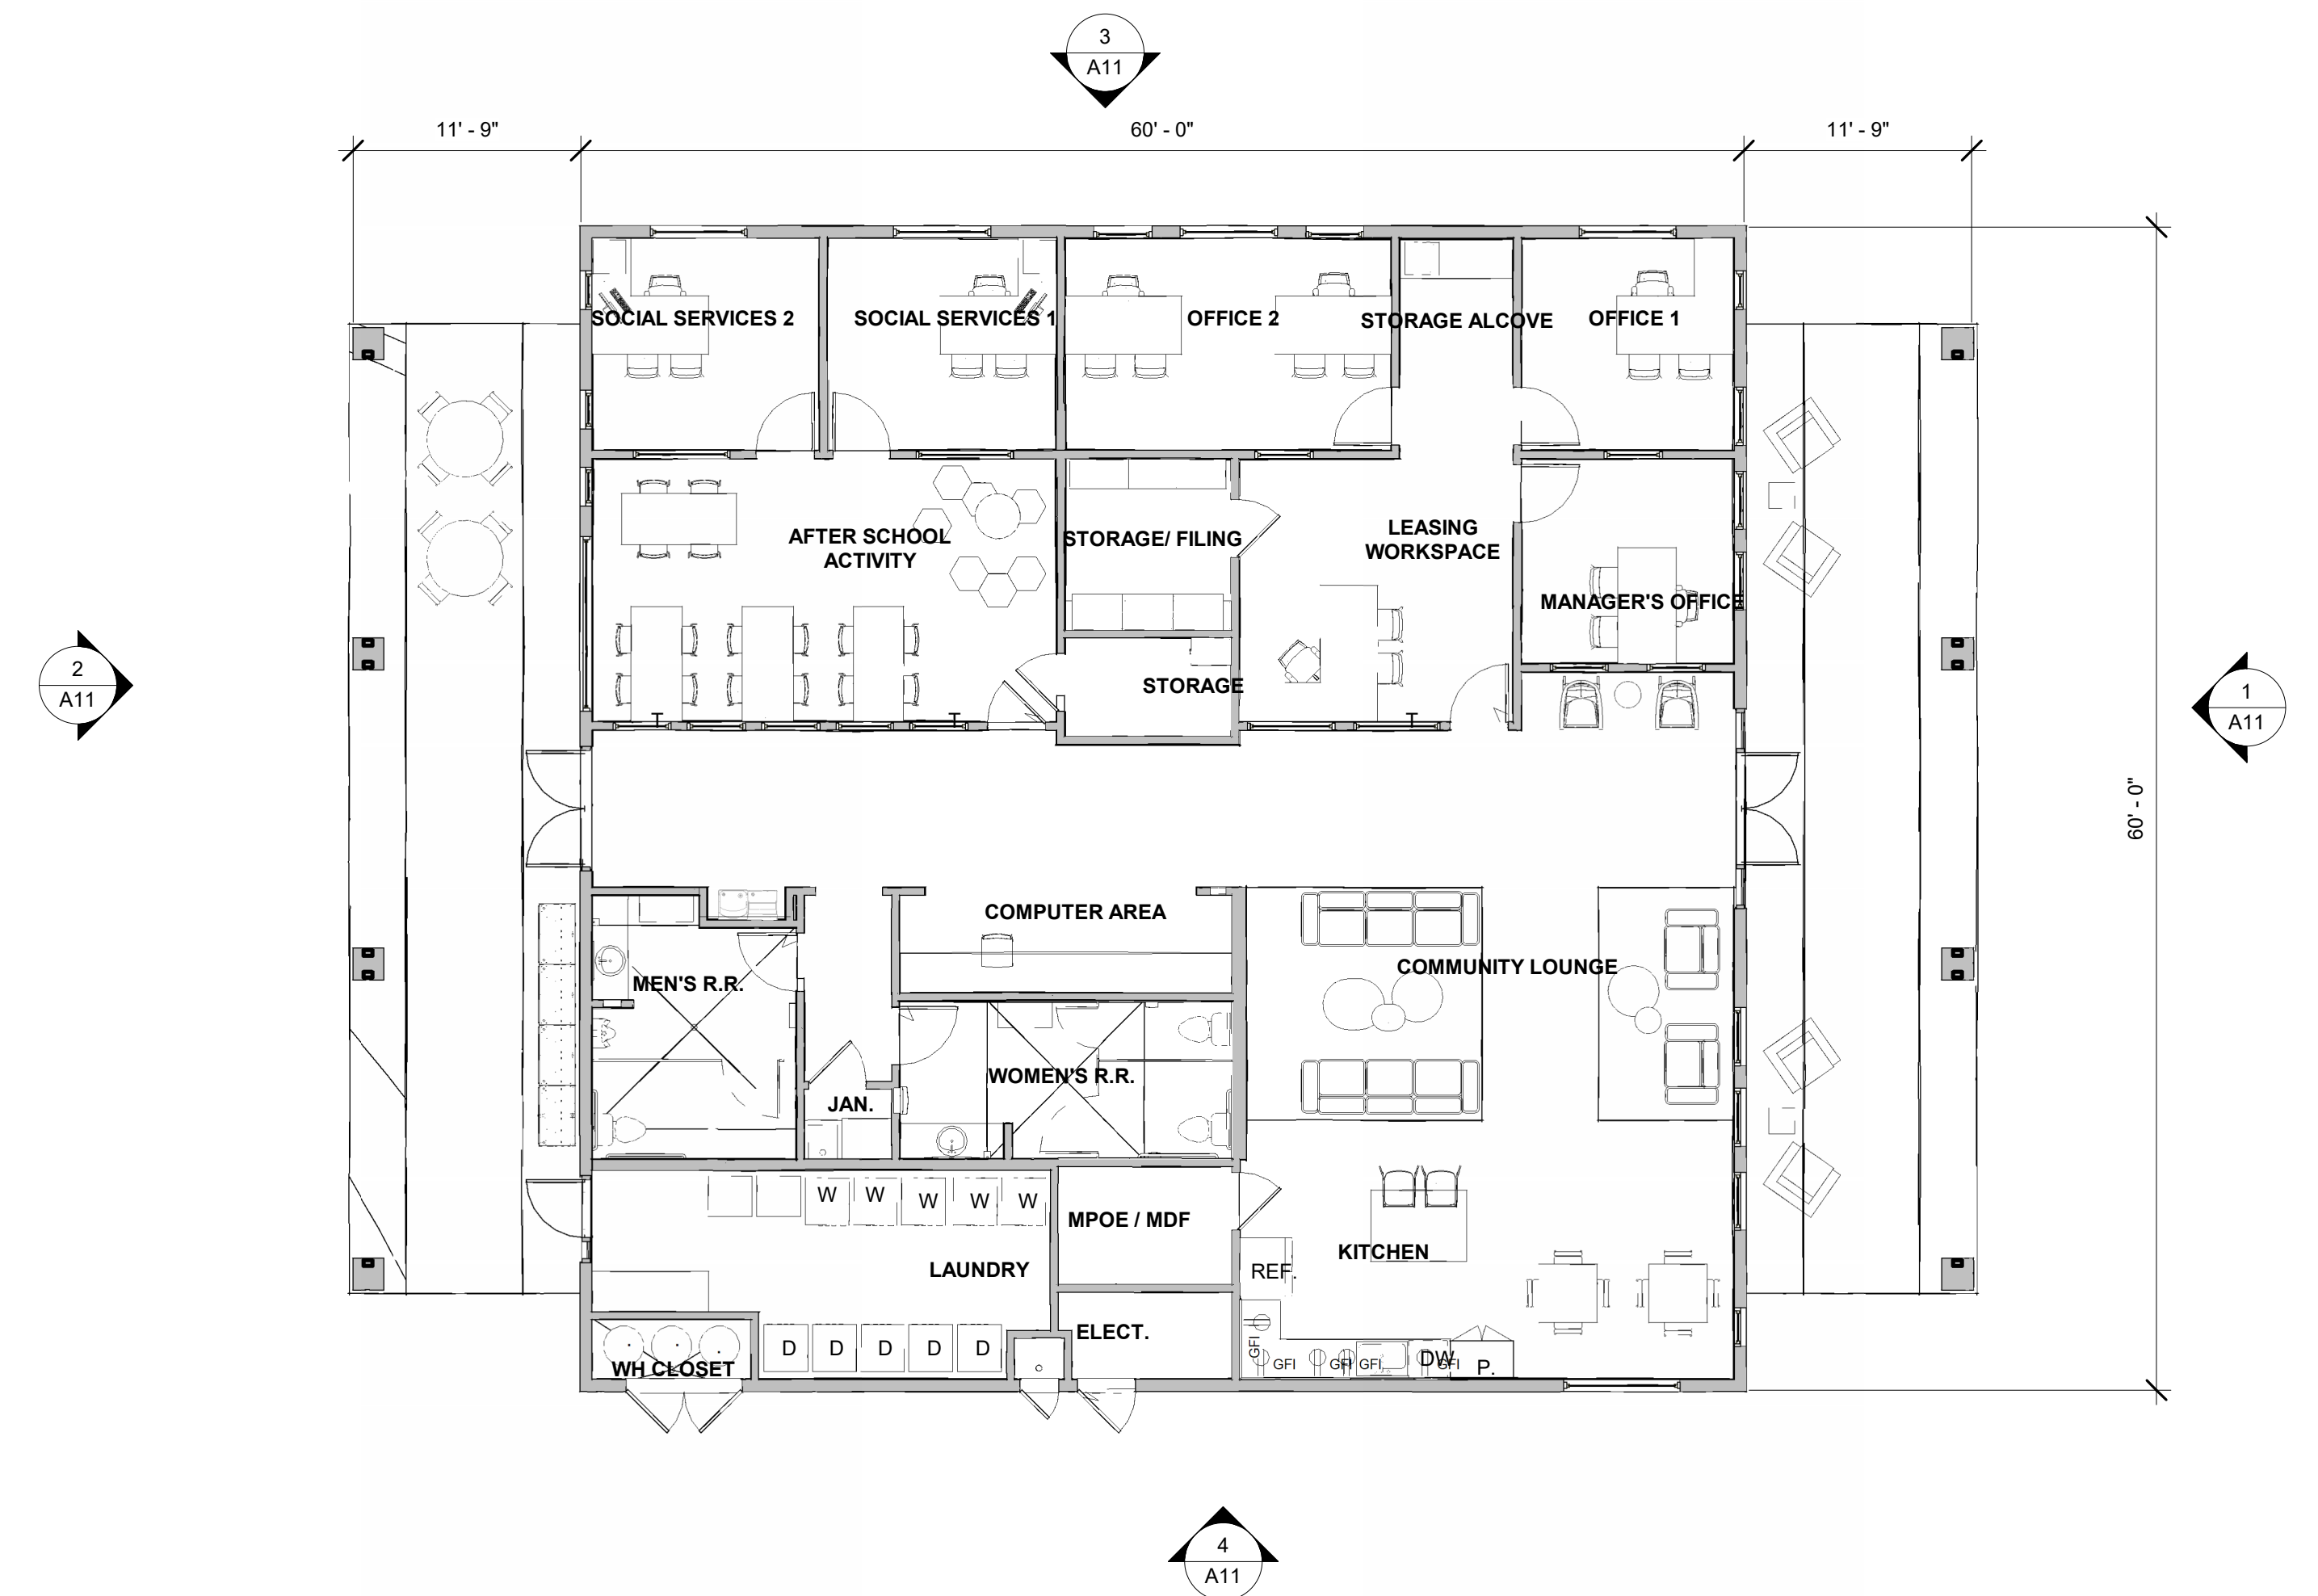 3
A11
11' - 9"
60' - 0"
11' - 9"
SOCIAL SERVICES 2
SOCIAL SERVICES 1
OFFICE 2
STORAGE ALCOVE
OFFICE 1
AFTER SCHOOL
ACTIVITY
STORAGE/ FILING
LEASING
WORKSPACE
MANAGER'S OFFICE
STORAGE
2
A11
1
A11
60' - 0"
COMPUTER AREA
COMMUNITY LOUNGE
MEN'S R.R.
WOMEN'S R.R.
JAN.
W
W
W
W
W
MPOE / MDF
KITCHEN
LAUNDRY
REF.
ELECT.
D
D
D
D
D
WH CLOSET
GFI
GFI
GFI
GFI
DW
GFI
P.
4
A11